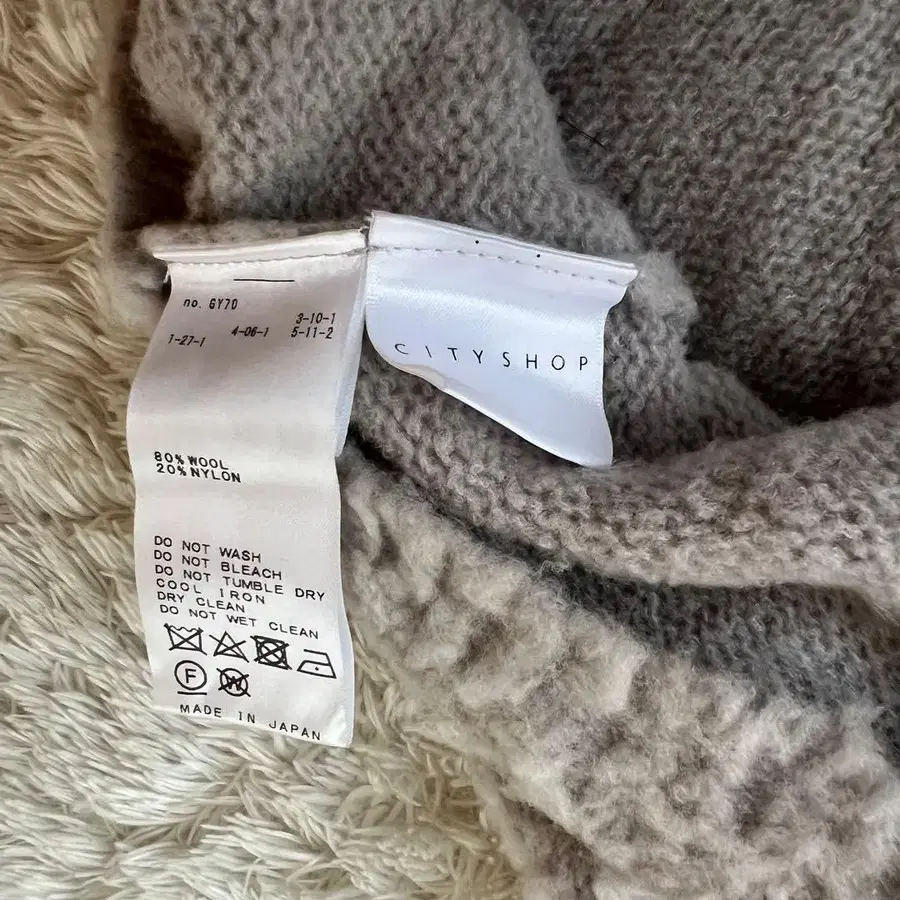 no. GY70
3-10-1
1-27-1 4-06-1 5-11-2
80% WOOL
20% NYLON
DO NOT WASH
DO NOT BLEACH
DO NOT TUMBLE DRY
COOL IRON
DRY CLEAN
DO NOT WET CLEAN
F W
MADE IN JAPAN
CITYSHOP